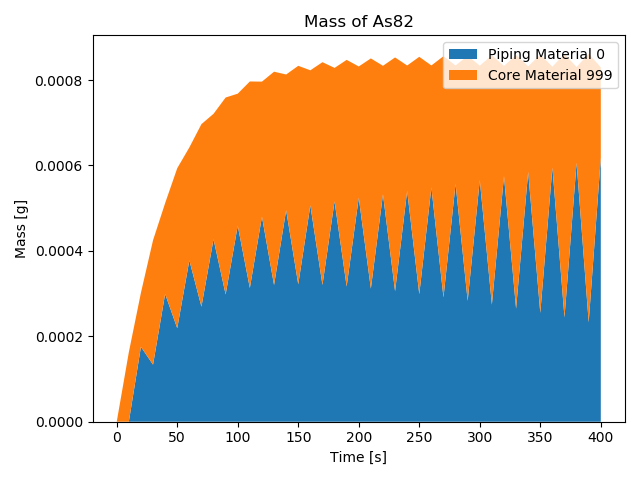 Mass of As82
Piping Material 0
Core Material 999
Mass [g]
0.0008
0.0006
0.0004
0.0002
0.0000
0 50 100 150 200 250 300 350 400
Time [s]